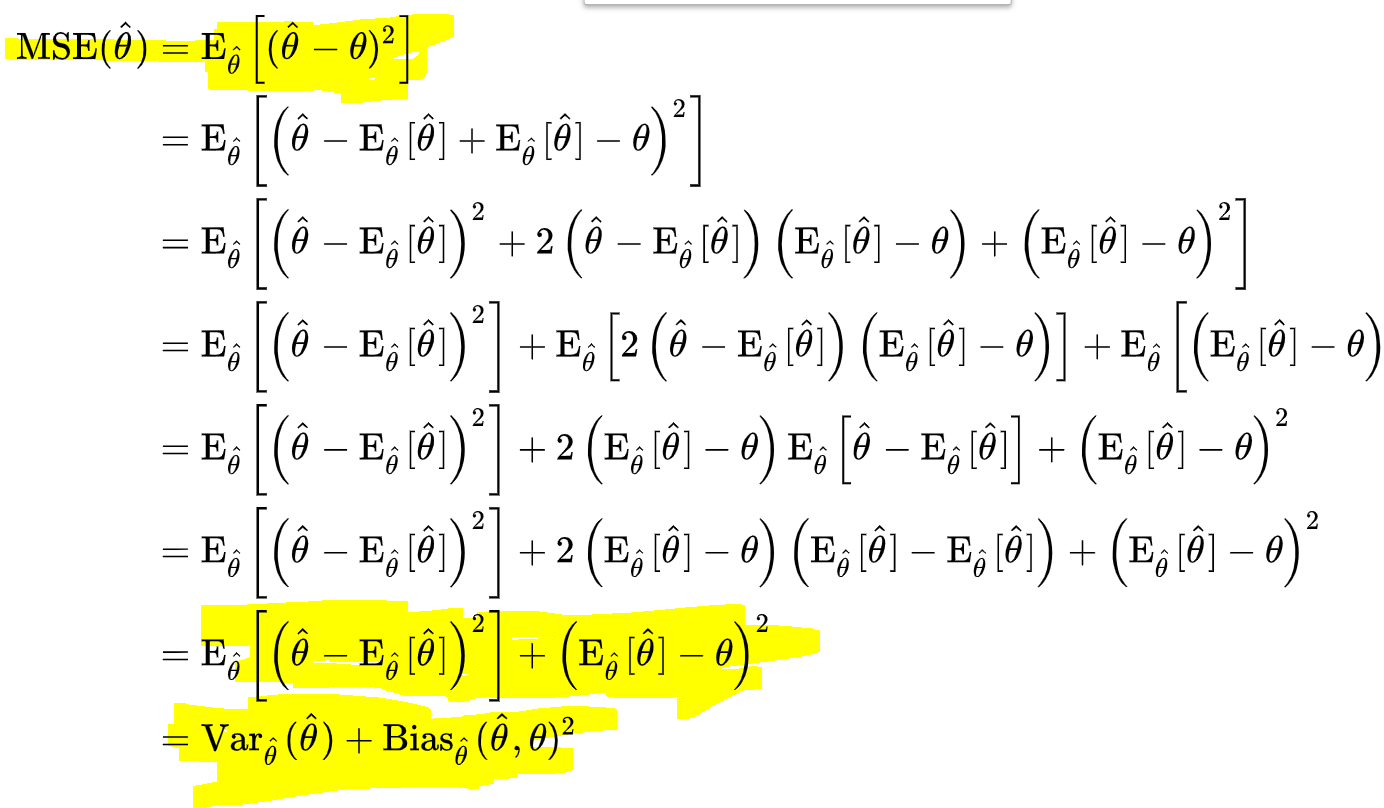 MSE(θ̂) = E_θ̂ [(θ̂ − θ)²]
= E_θ̂ [(θ̂ − E_θ̂[θ̂] + E_θ̂[θ̂] − θ)²]
= E_θ̂ [(θ̂ − E_θ̂[θ̂])² + 2(θ̂ − E_θ̂[θ̂])(E_θ̂[θ̂] − θ) + (E_θ̂[θ̂] − θ)²]
= E_θ̂ [(θ̂ − E_θ̂[θ̂])²] + E_θ̂ [2(θ̂ − E_θ̂[θ̂])(E_θ̂[θ̂] − θ)] + E_θ̂ [(E_θ̂[θ̂] − θ)
= E_θ̂ [(θ̂ − E_θ̂[θ̂])²] + 2(E_θ̂[θ̂] − θ) E_θ̂ [θ̂ − E_θ̂[θ̂]] + (E_θ̂[θ̂] − θ)²
= E_θ̂ [(θ̂ − E_θ̂[θ̂])²] + 2(E_θ̂[θ̂] − θ)(E_θ̂[θ̂] − E_θ̂[θ̂]) + (E_θ̂[θ̂] − θ)²
= E_θ̂ [(θ̂ − E_θ̂[θ̂])²] + (E_θ̂[θ̂] − θ)²
= Var_θ̂(θ̂) + Bias_θ̂(θ̂, θ)²